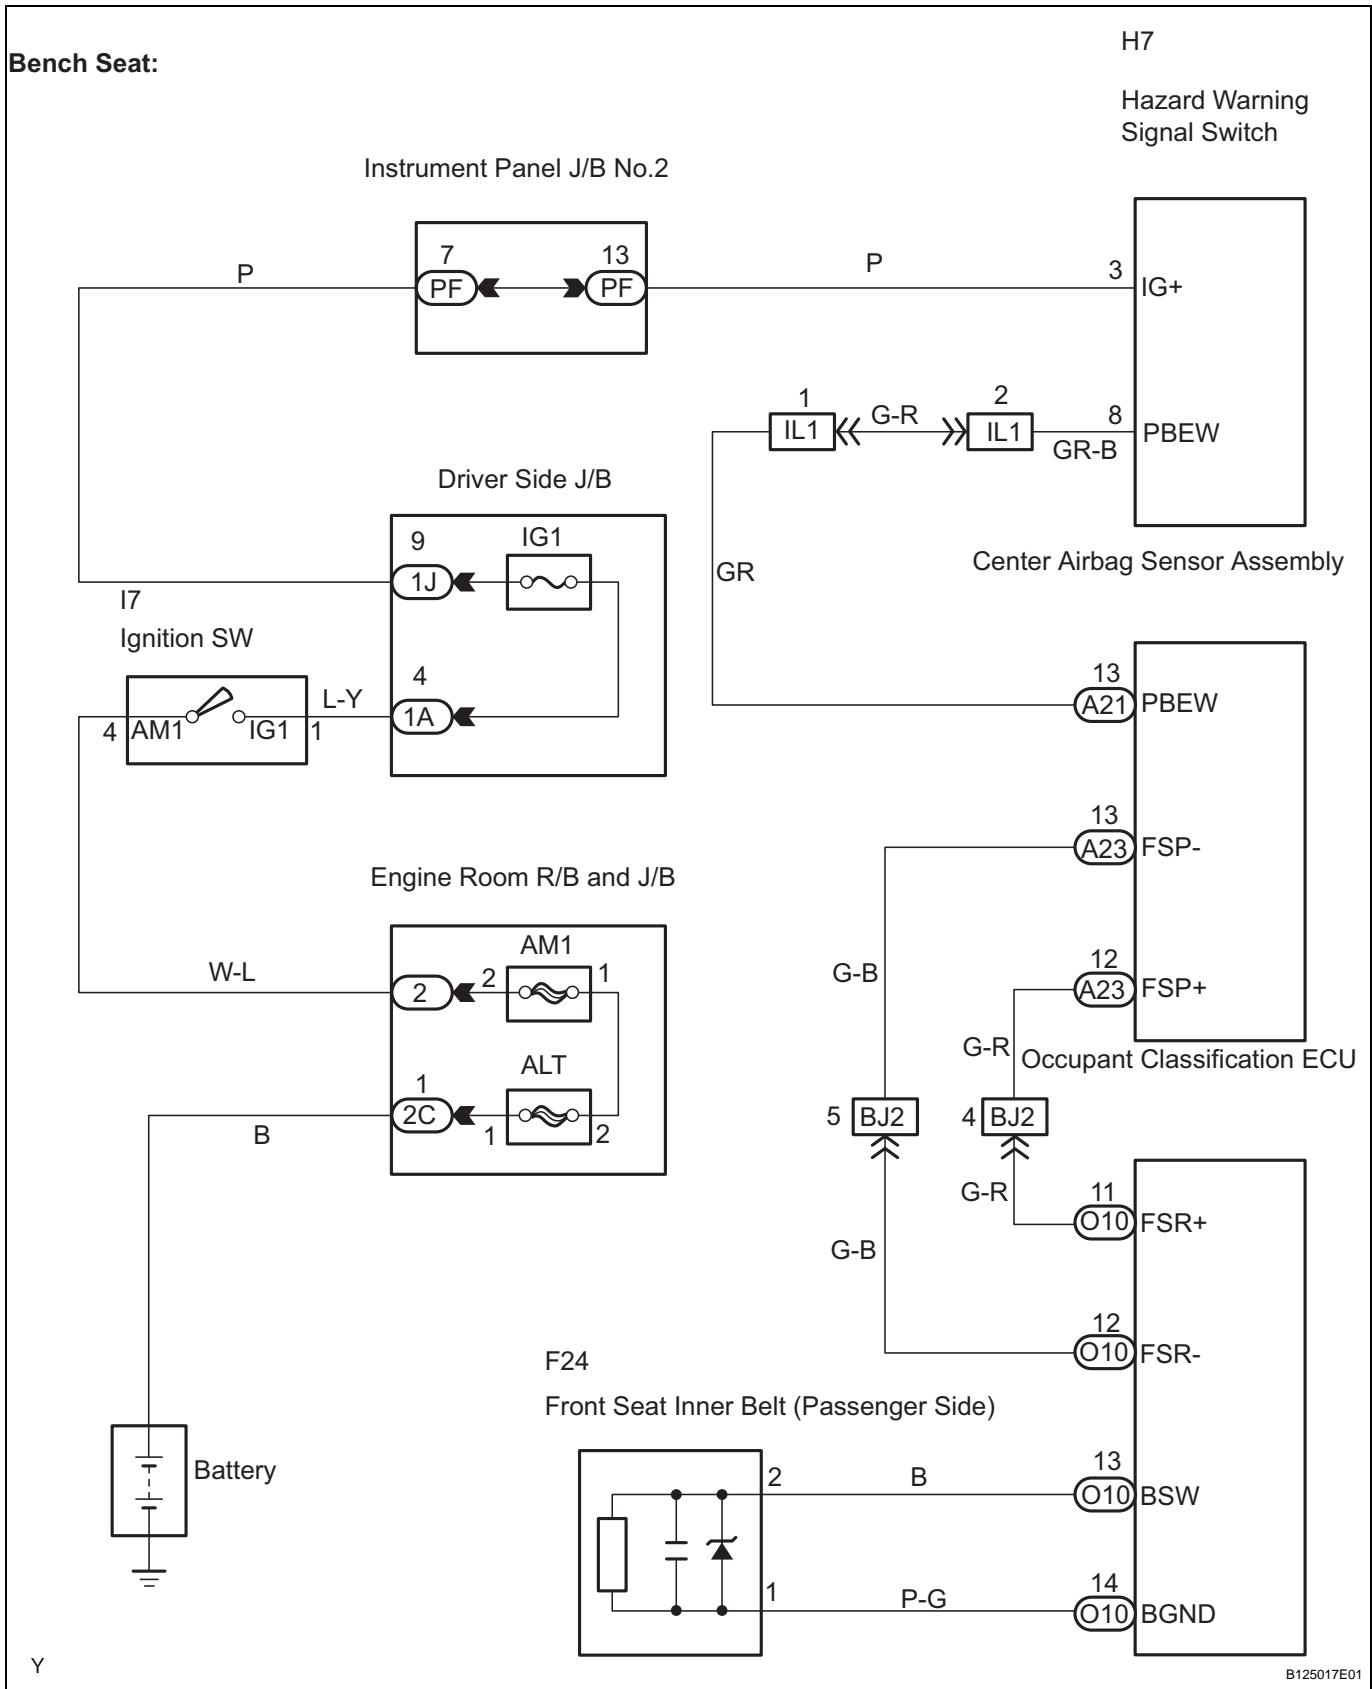 Bench Seat:
H7
Hazard Warning
Signal Switch
Instrument Panel J/B No.2
7
13
PF
PF
P
P
3
IG+
1
2
IL1
G-R
IL1
8
PBEW
GR-B
Driver Side J/B
9
IG1
1J
GR
Center Airbag Sensor Assembly
I7
Ignition SW
4
1A
L-Y
4
AM1
IG1
1
13
A21
PBEW
13
A23
FSP-
Engine Room R/B and J/B
AM1
W-L
2
2
1
G-B
12
A23
FSP+
G-R
Occupant Classification ECU
ALT
1
2C
1
2
B
5
BJ2
4
BJ2
G-R
11
O10
FSR+
G-B
12
O10
FSR-
F24
Front Seat Inner Belt (Passenger Side)
Battery
2
B
13
O10
BSW
1
P-G
14
O10
BGND
Y
B125017E01